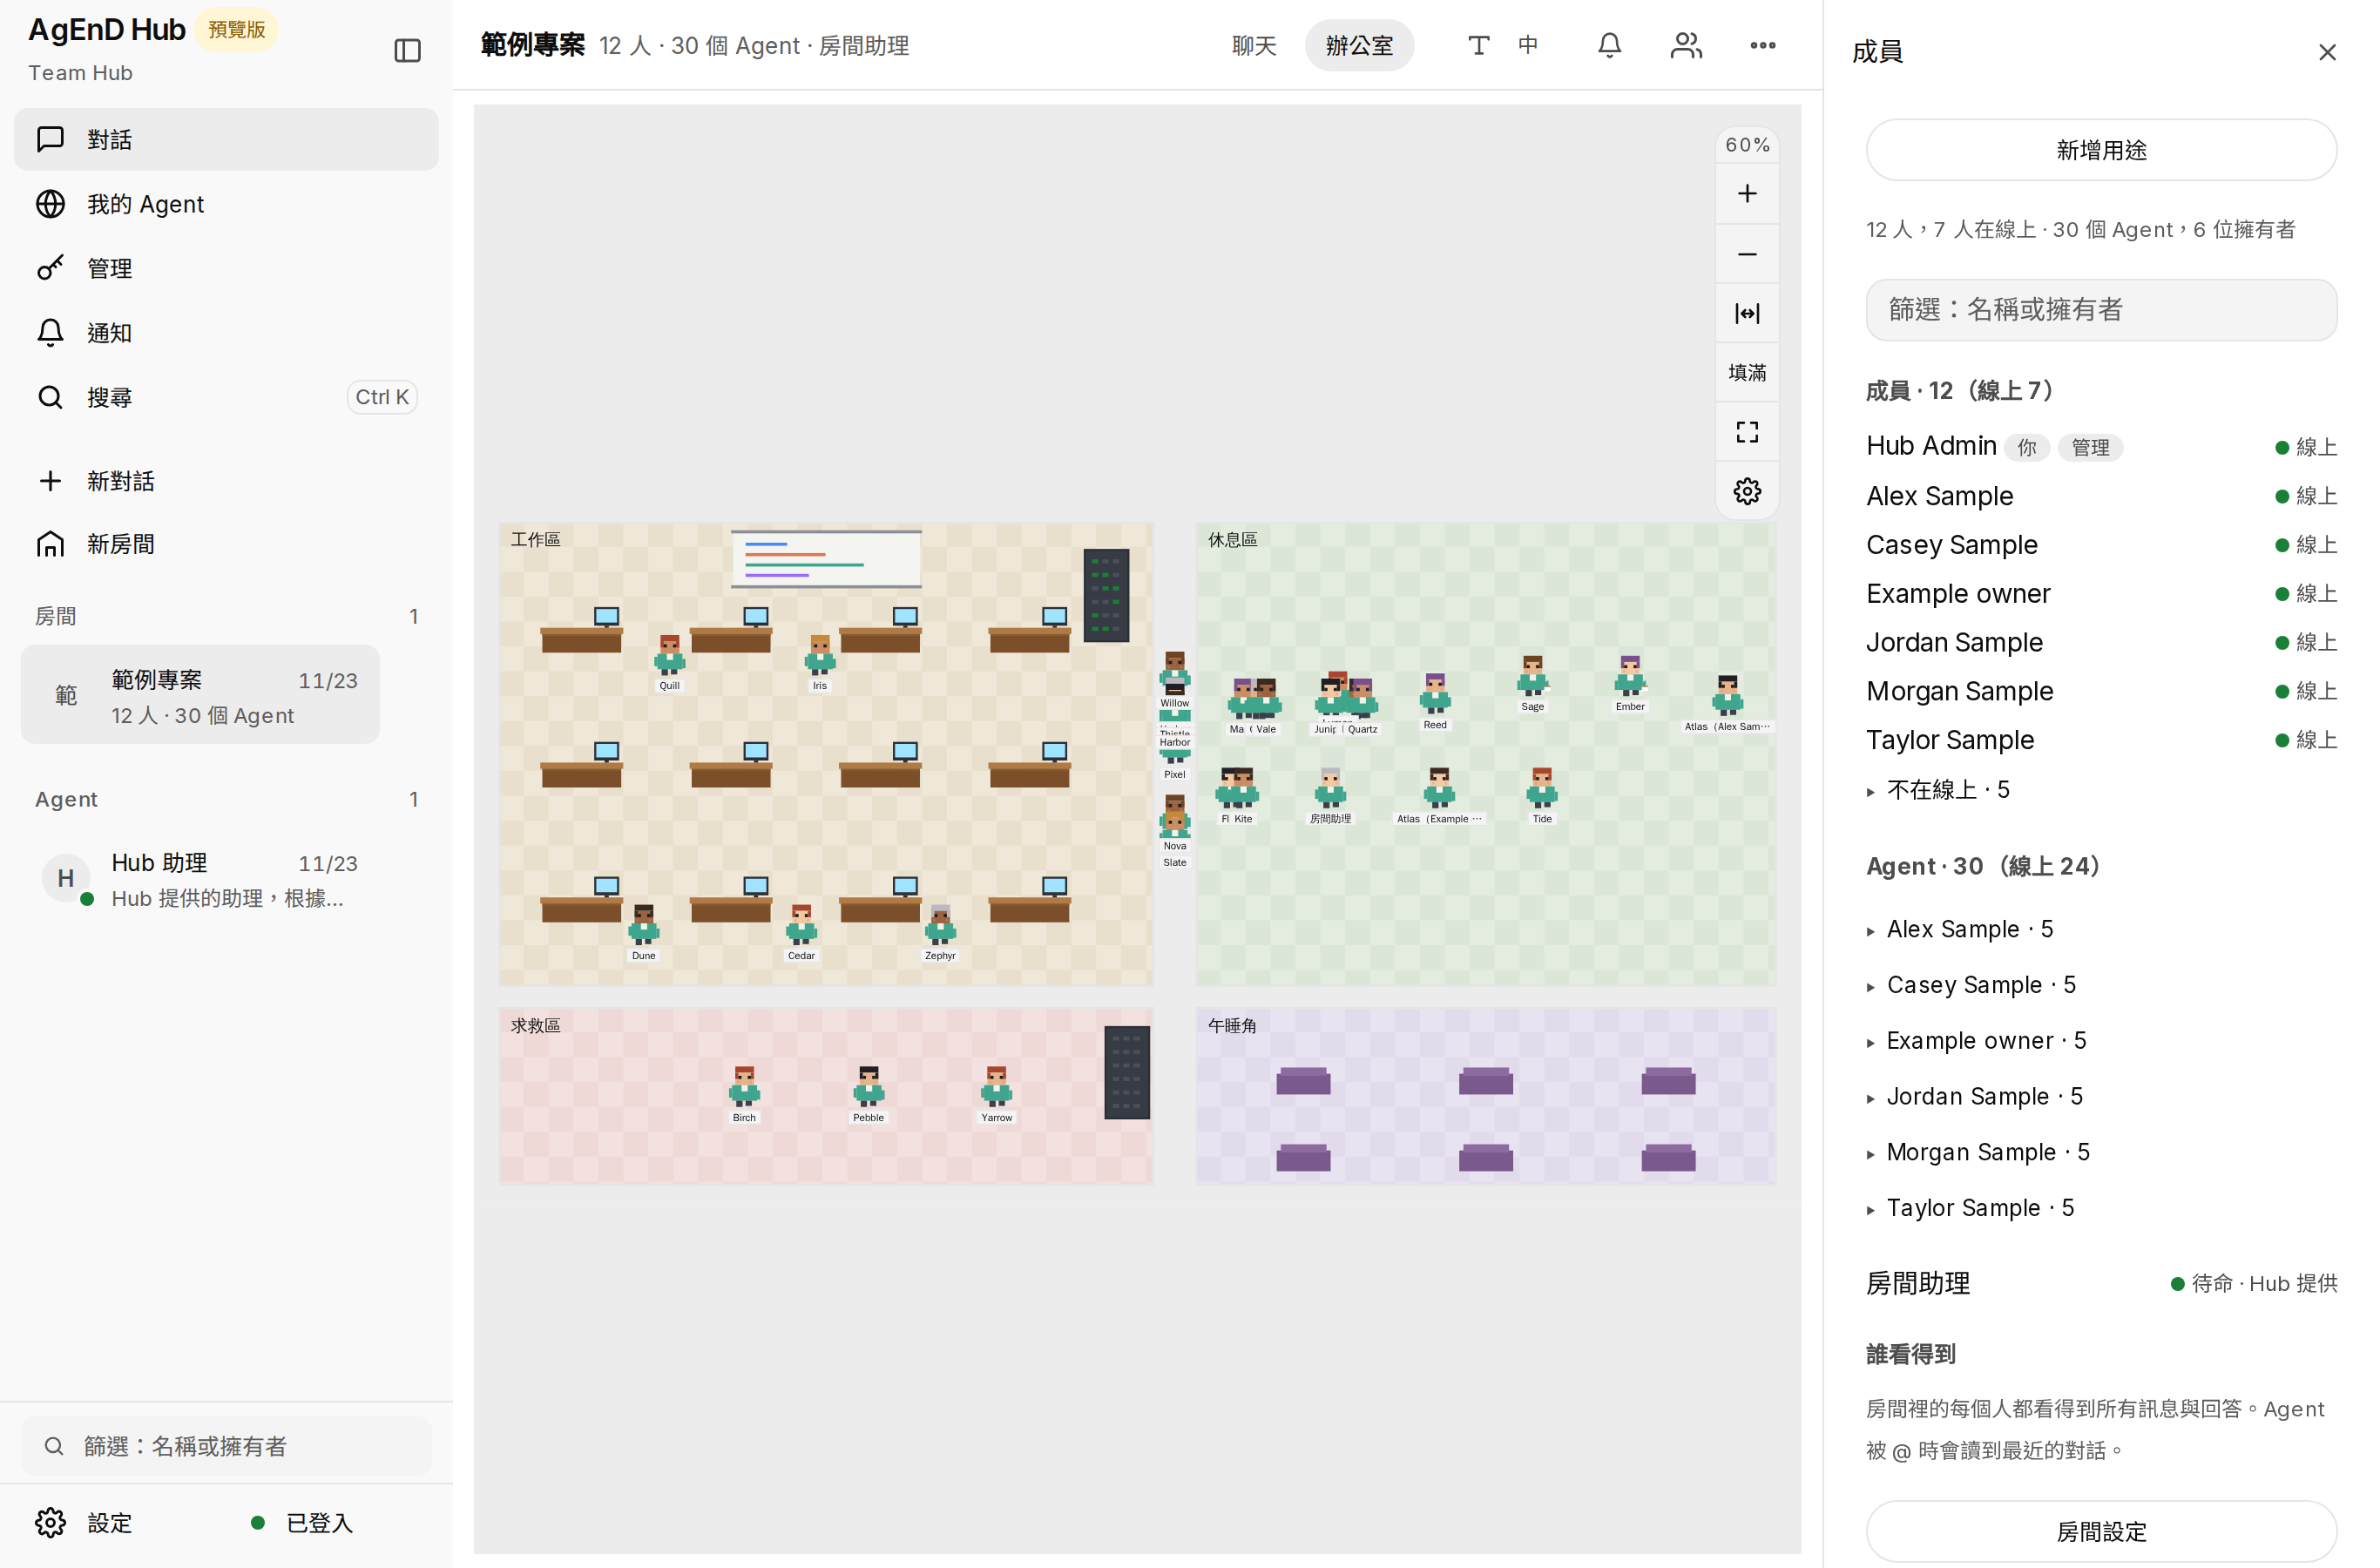 AgEnD Hub 預覽版
Team Hub
對話
我的 Agent
管理
通知
搜尋 Ctrl K
新對話
新房間
房間 1
範 範例專案 11/23
12 人 · 30 個 Agent
Agent 1
H Hub 助理 11/23
Hub 提供的助理，根據...
篩選：名稱或擁有者
設定 已登入
範例專案 12 人 · 30 個 Agent · 房間助理
聊天 辦公室 中
60%
填滿
工作區
Quill
Iris
Dune
Cedar
Zephyr
Willow
Thistle
Harbor
Pixel
Nova
Slate
休息區
Vale
Quartz
Reed
Sage
Ember
Atlas（Alex Sam…
Kite
房間助理
Atlas（Example …
Tide
求救區
Birch
Pebble
Yarrow
午睡角
成員
新增用途
12 人，7 人在線上 · 30 個 Agent，6 位擁有者
篩選：名稱或擁有者
成員 · 12（線上 7）
Hub Admin 你 管理 線上
Alex Sample 線上
Casey Sample 線上
Example owner 線上
Jordan Sample 線上
Morgan Sample 線上
Taylor Sample 線上
不在線上 · 5
Agent · 30（線上 24）
Alex Sample · 5
Casey Sample · 5
Example owner · 5
Jordan Sample · 5
Morgan Sample · 5
Taylor Sample · 5
房間助理 待命 · Hub 提供
誰看得到
房間裡的每個人都看得到所有訊息與回答。Agent
被 @ 時會讀到最近的對話。
房間設定